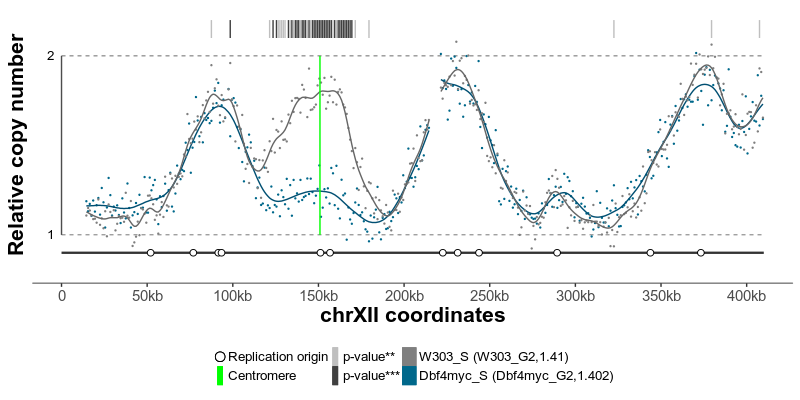 Relative copy number
2
1
0
50kb
100kb
150kb
200kb
250kb
300kb
350kb
400kb
chrXII coordinates
Replication origin
p-value**
W303_S (W303_G2,1.41)
Centromere
p-value***
Dbf4myc_S (Dbf4myc_G2,1.402)